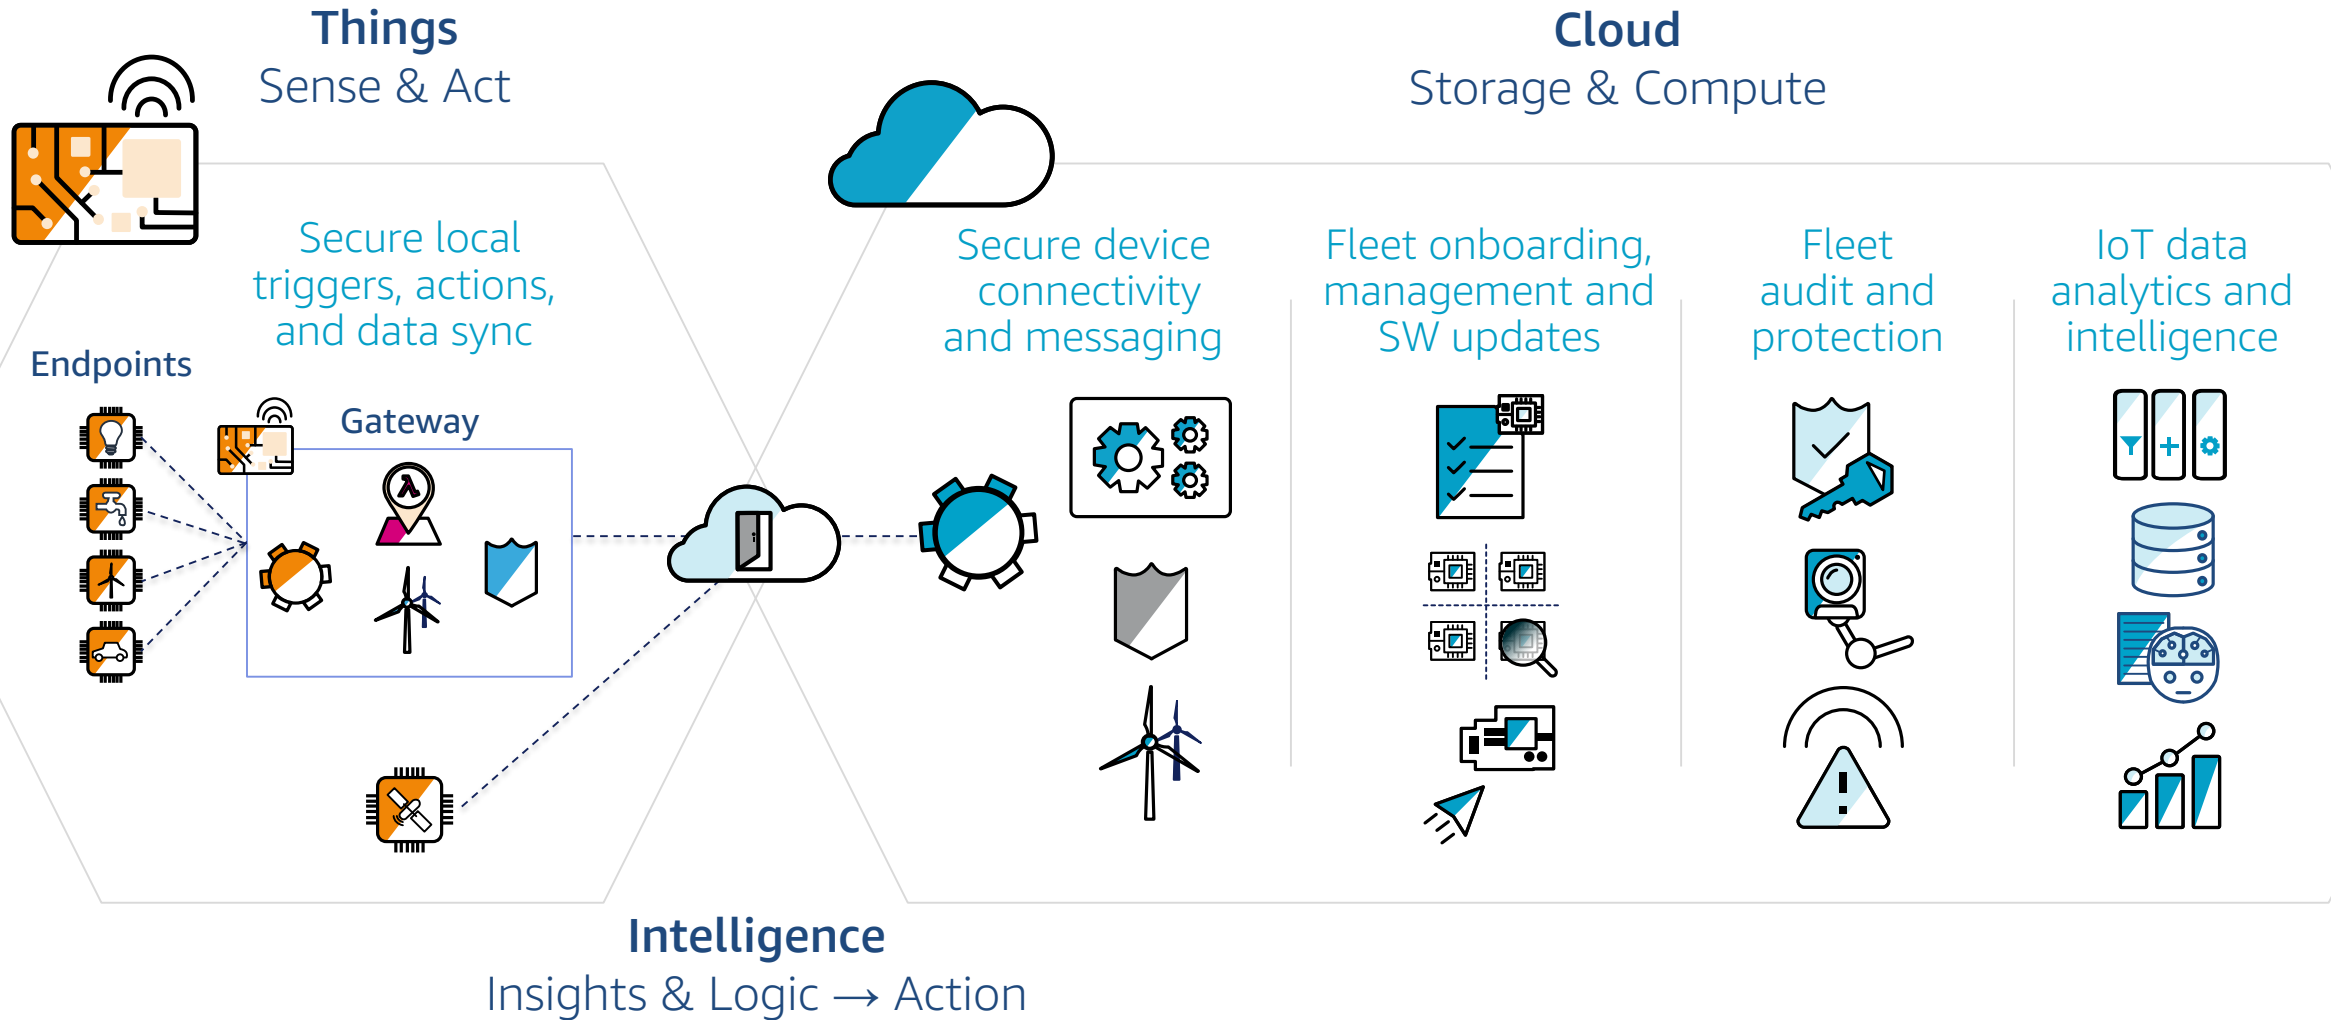 Things
Sense & Act
Cloud
Storage & Compute
Secure local
triggers, actions,
and data sync
Endpoints
Gateway
λ
Secure device
connectivity
and messaging
Fleet onboarding,
management and
SW updates
Fleet
audit and
protection
IoT data
analytics and
intelligence
Intelligence
Insights & Logic → Action